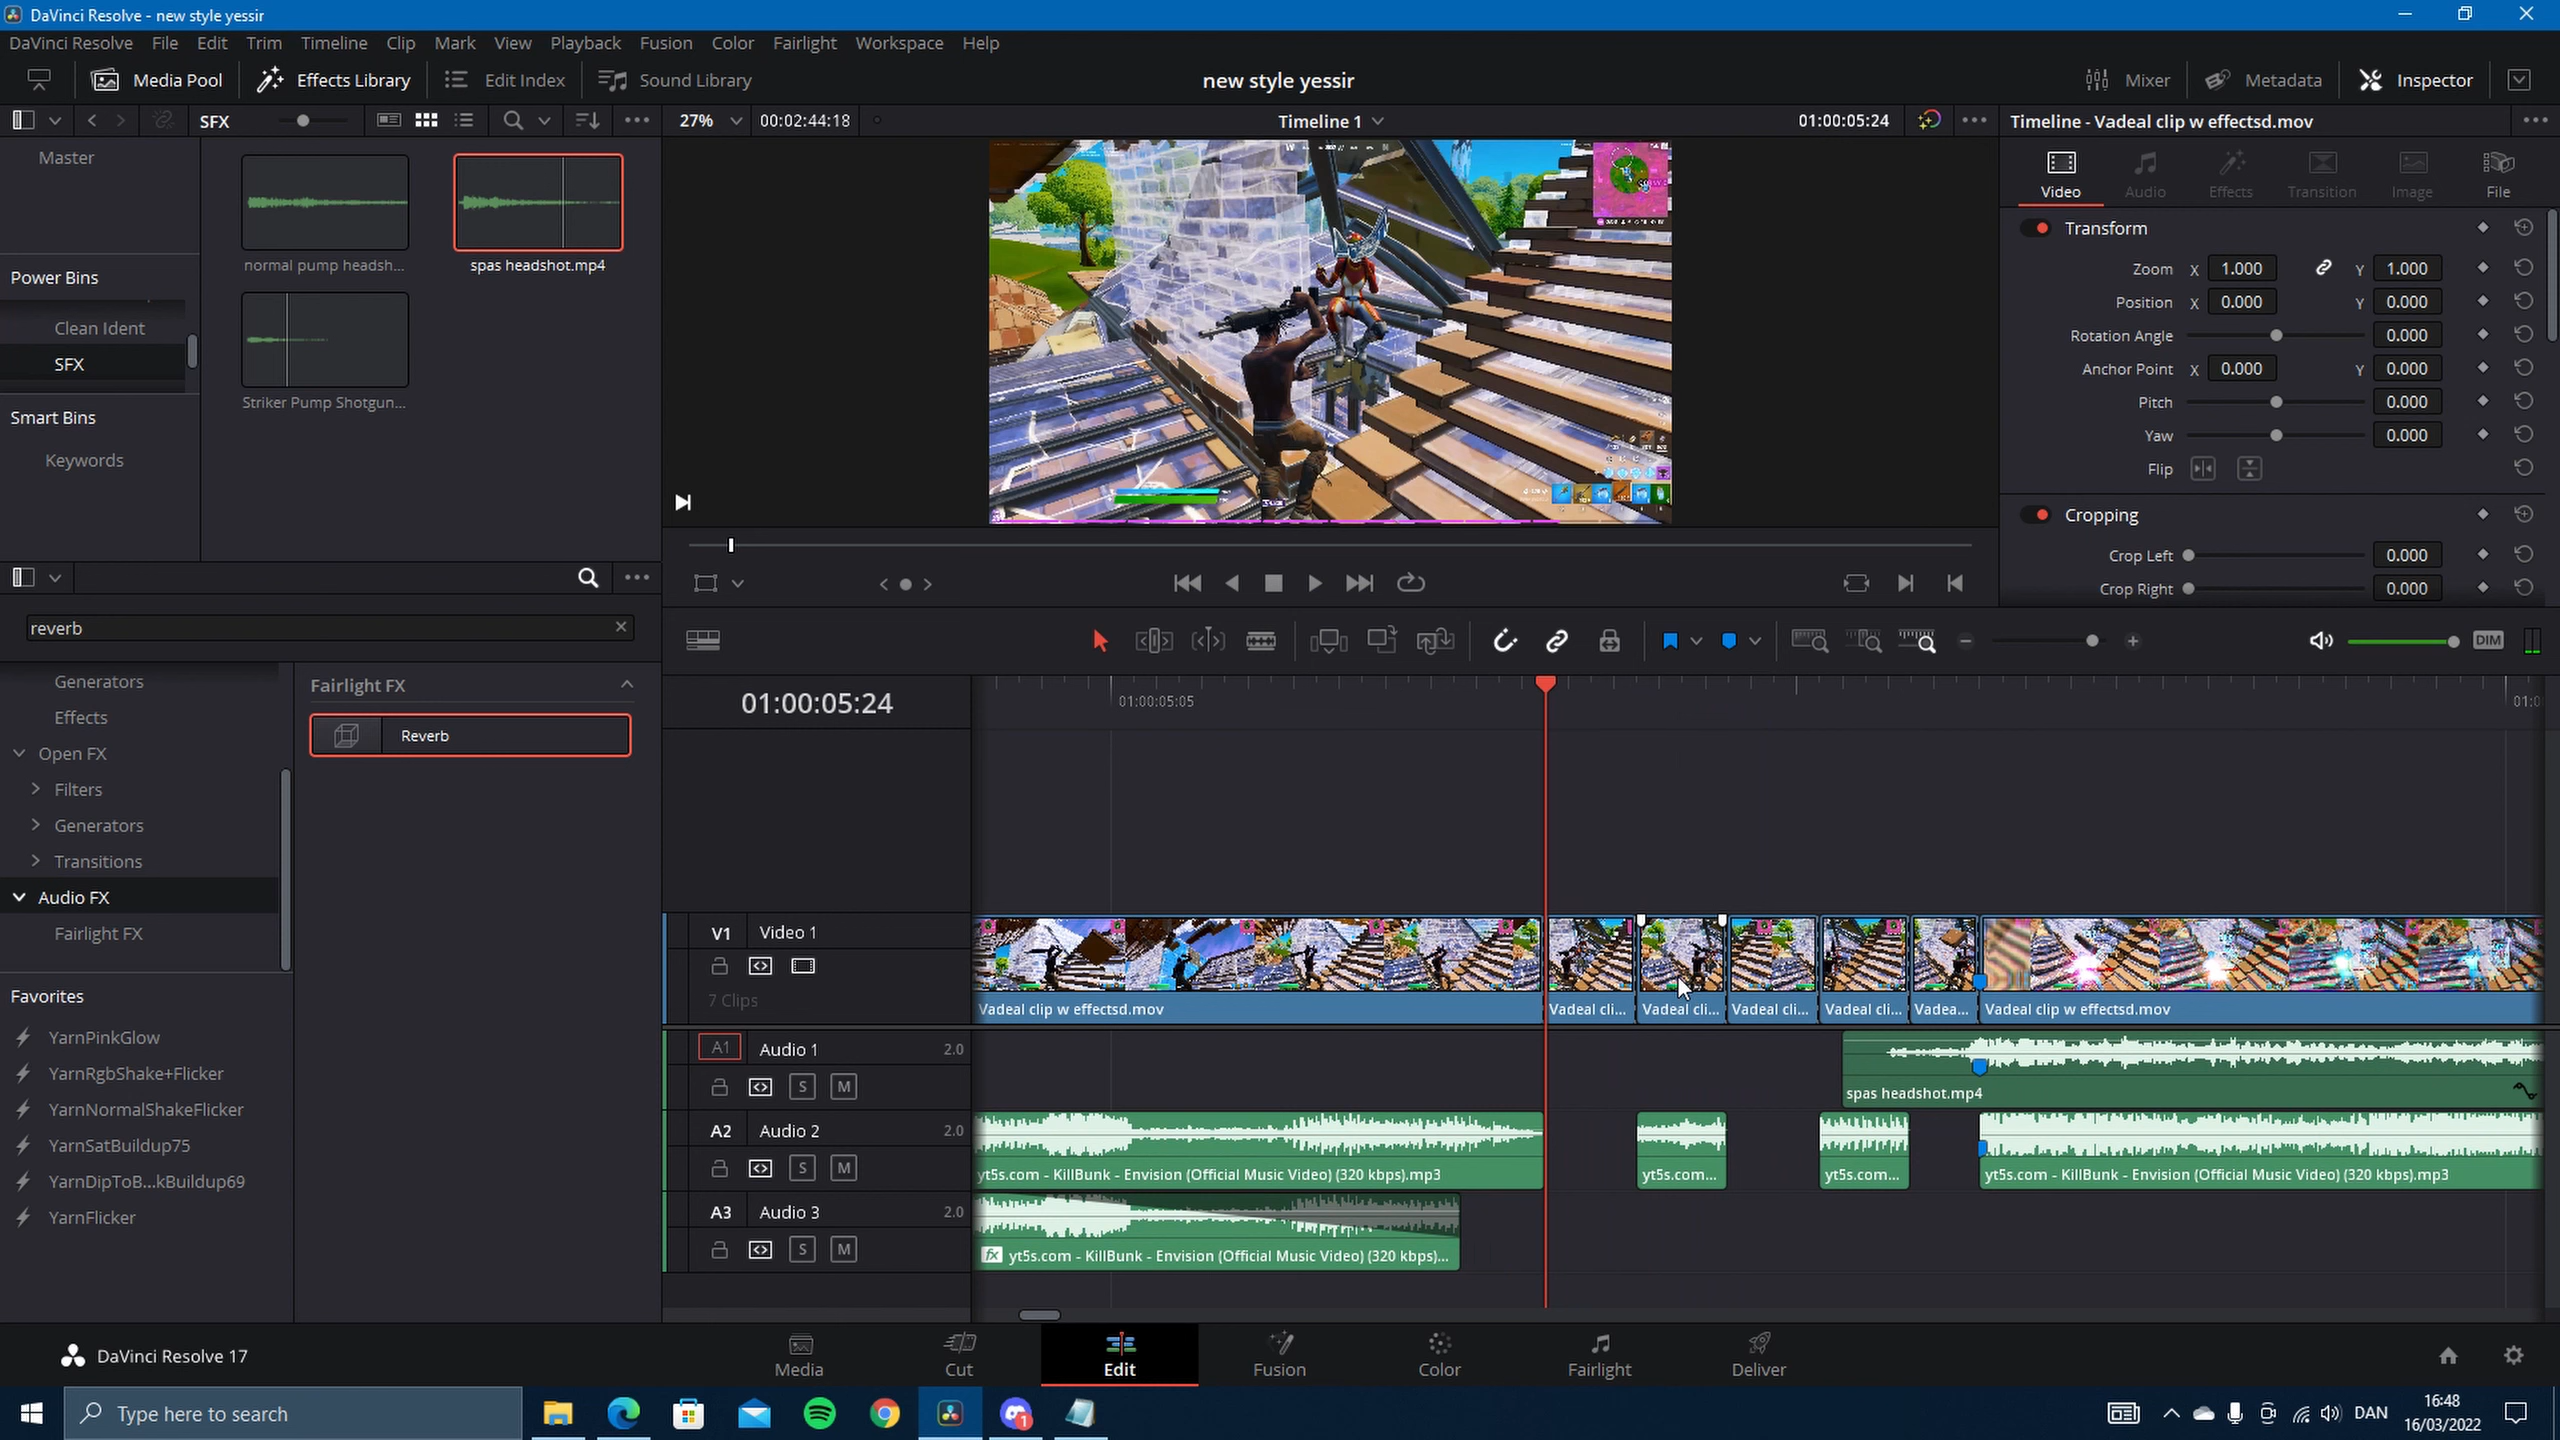 DaVinci Resolve - new style yessir
DaVinci Resolve File Edit Trim Timeline Clip Mark View Playback Fusion Color Fairlight Workspace Help
Media Pool Effects Library Edit Index Sound Library new style yessir Mixer Metadata Inspector
SFX 27% 00:02:44:18 Timeline 1 01:00:05:24 Timeline - Vadeal clip w effectsd.mov
Master
Power Bins
Clean Ident
SFX
Smart Bins
Keywords
normal pump headsh...
spas headshot.mp4
Striker Pump Shotgun...
Video Audio Effects Transition Image File
Transform
Zoom X 1.000 Y 1.000
Position X 0.000 Y 0.000
Rotation Angle 0.000
Anchor Point X 0.000 Y 0.000
Pitch 0.000
Yaw 0.000
Flip
Cropping
Crop Left 0.000
Crop Right 0.000
reverb
Generators
Effects
Open FX
Filters
Generators
Transitions
Audio FX
Fairlight FX
Fairlight FX
Reverb
Favorites
YarnPinkGlow
YarnRgbShake+Flicker
YarnNormalShakeFlicker
YarnSatBuildup75
YarnDipToB...kBuildup69
YarnFlicker
DIM
01:00:05:24
01:00:05:05 01:0
V1 Video 1
7 Clips
Vadeal clip w effectsd.mov Vadeal cli... Vadeal cli... Vadeal cli... Vadeal cli... Vadea... Vadeal clip w effectsd.mov
A1 Audio 1 2.0
S M
spas headshot.mp4
A2 Audio 2 2.0
S M
yt5s.com - KillBunk - Envision (Official Music Video) (320 kbps).mp3 yt5s.com... yt5s.com... yt5s.com - KillBunk - Envision (Official Music Video) (320 kbps).mp3
A3 Audio 3 2.0
S M
fx yt5s.com - KillBunk - Envision (Official Music Video) (320 kbps)...
DaVinci Resolve 17
Media Cut Edit Fusion Color Fairlight Deliver
Type here to search
1
DAN
16:48
16/03/2022